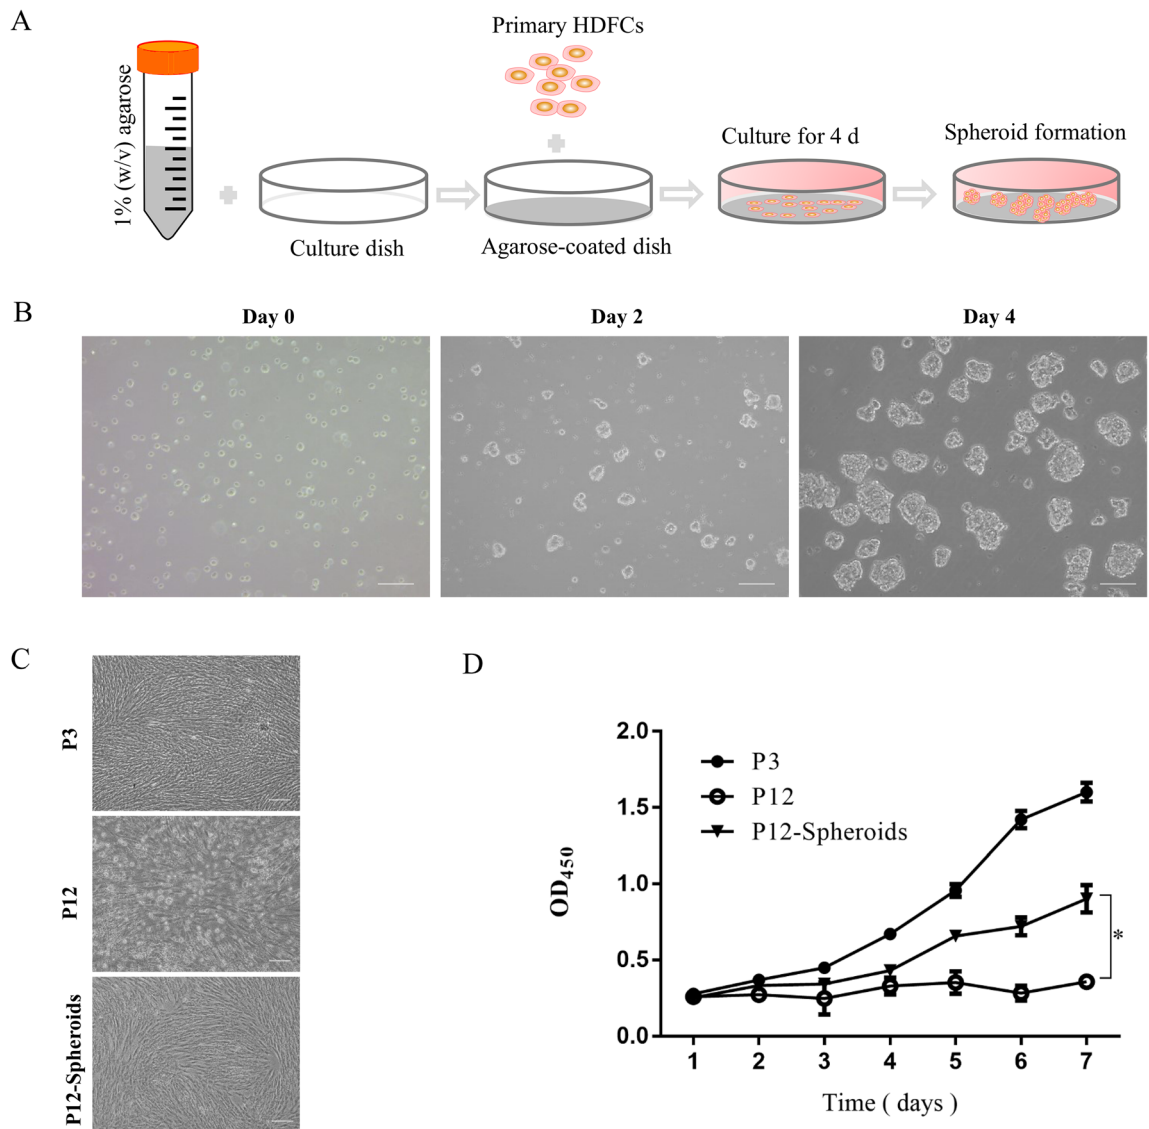 A
Primary HDFCs
1% (w/v) agarose
Culture for 4 d
Spheroid formation
Culture dish
Agarose-coated dish
B
Day 0
Day 2
Day 4
C
P3
P12
P12-Spheroids
D
2.0
1.5
1.0
0.5
0.0
OD450
P3
P12
P12-Spheroids
*
1 2 3 4 5 6 7
Time ( days )